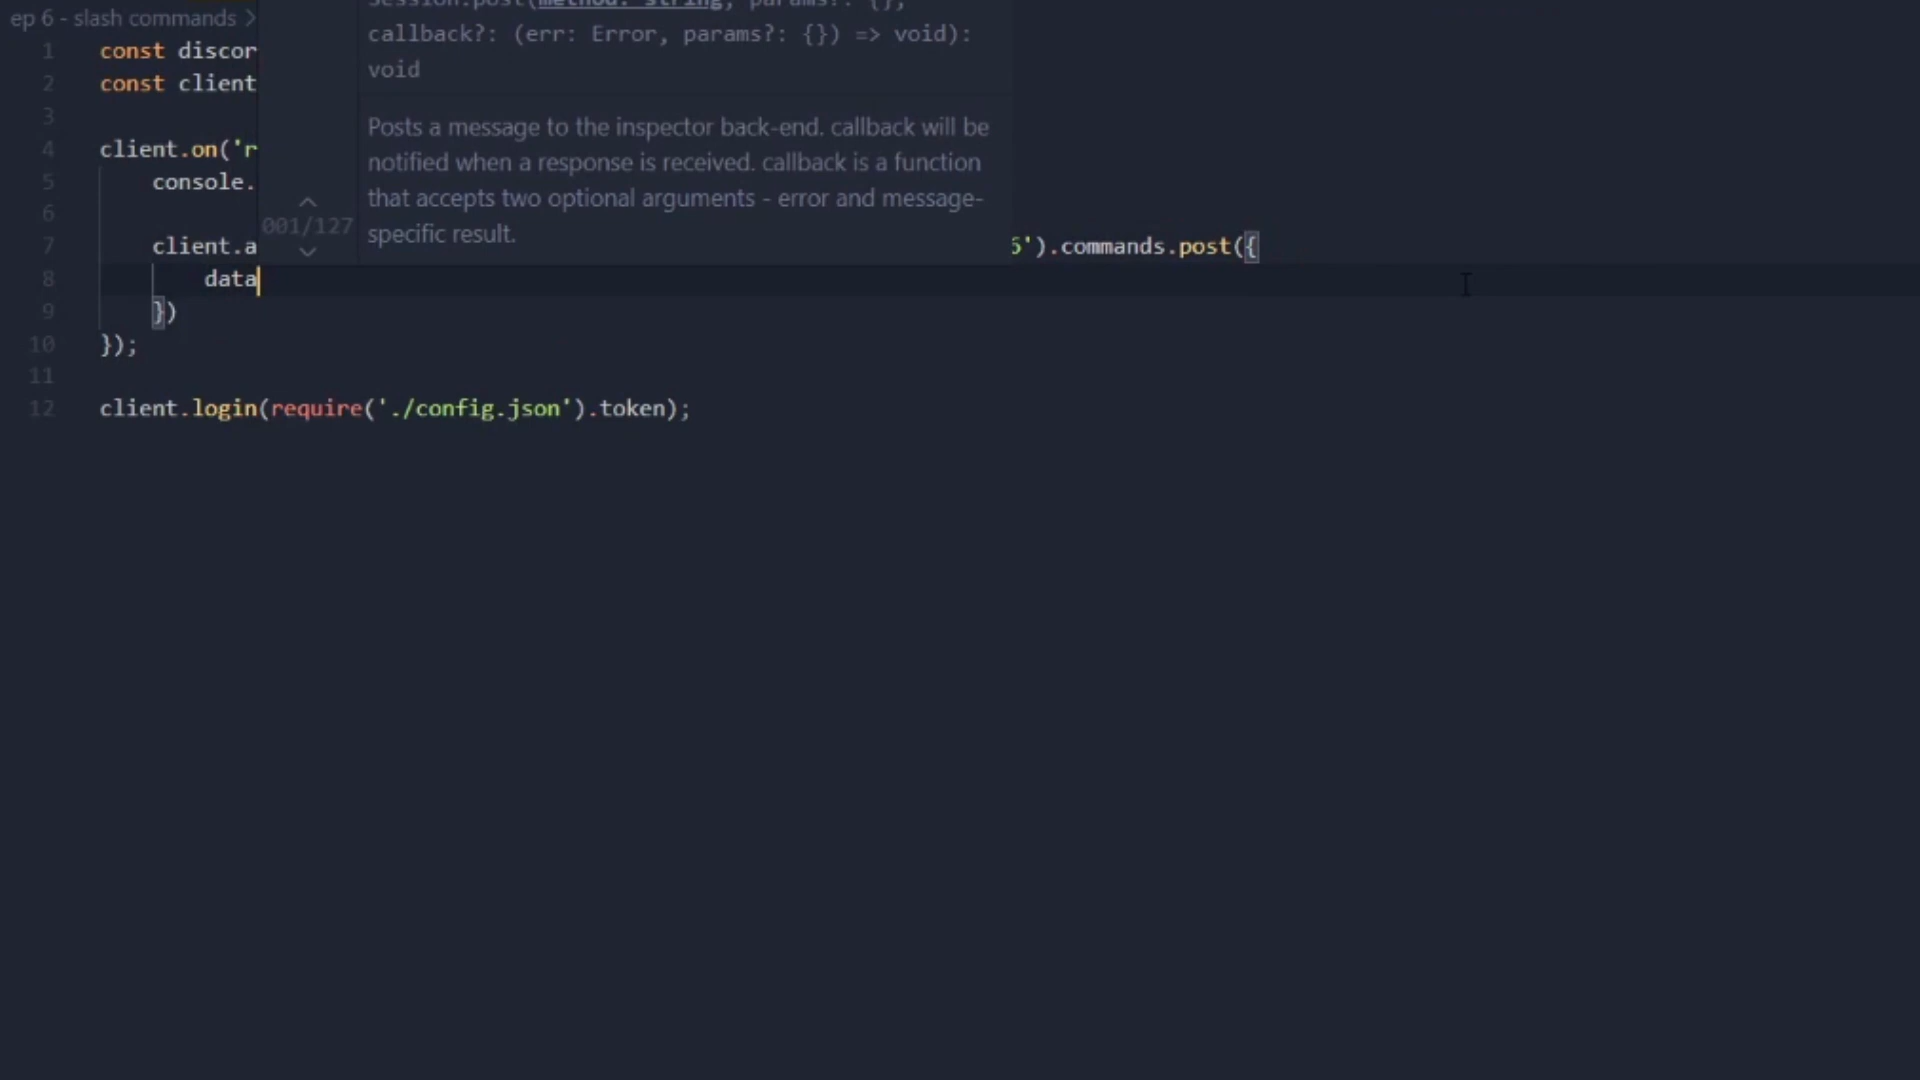 ep 6 - slash commands >
Session.post(method: string, params?: {},
callback?: (err: Error, params?: {}) => void):
void
Posts a message to the inspector back-end. callback will be
notified when a response is received. callback is a function
that accepts two optional arguments - error and message-
specific result.
001/127
1 const discor
2 const client
3
4 client.on('r
5 console.
6
7 client.a 6').commands.post({
8 data
9 })
10 });
11
12 client.login(require('./config.json').token);